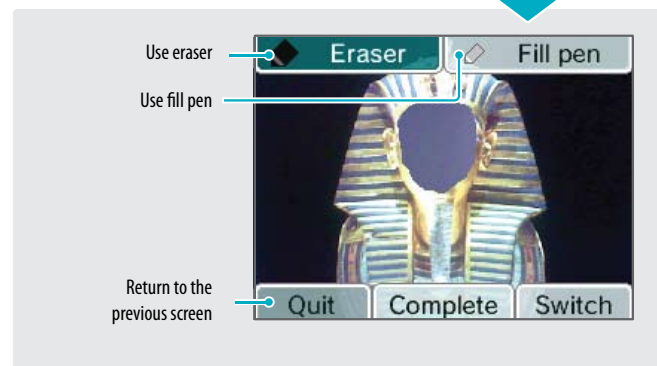 Use eraser
Eraser
Fill pen
Use fill pen
Return to the
previous screen
Quit
Complete
Switch